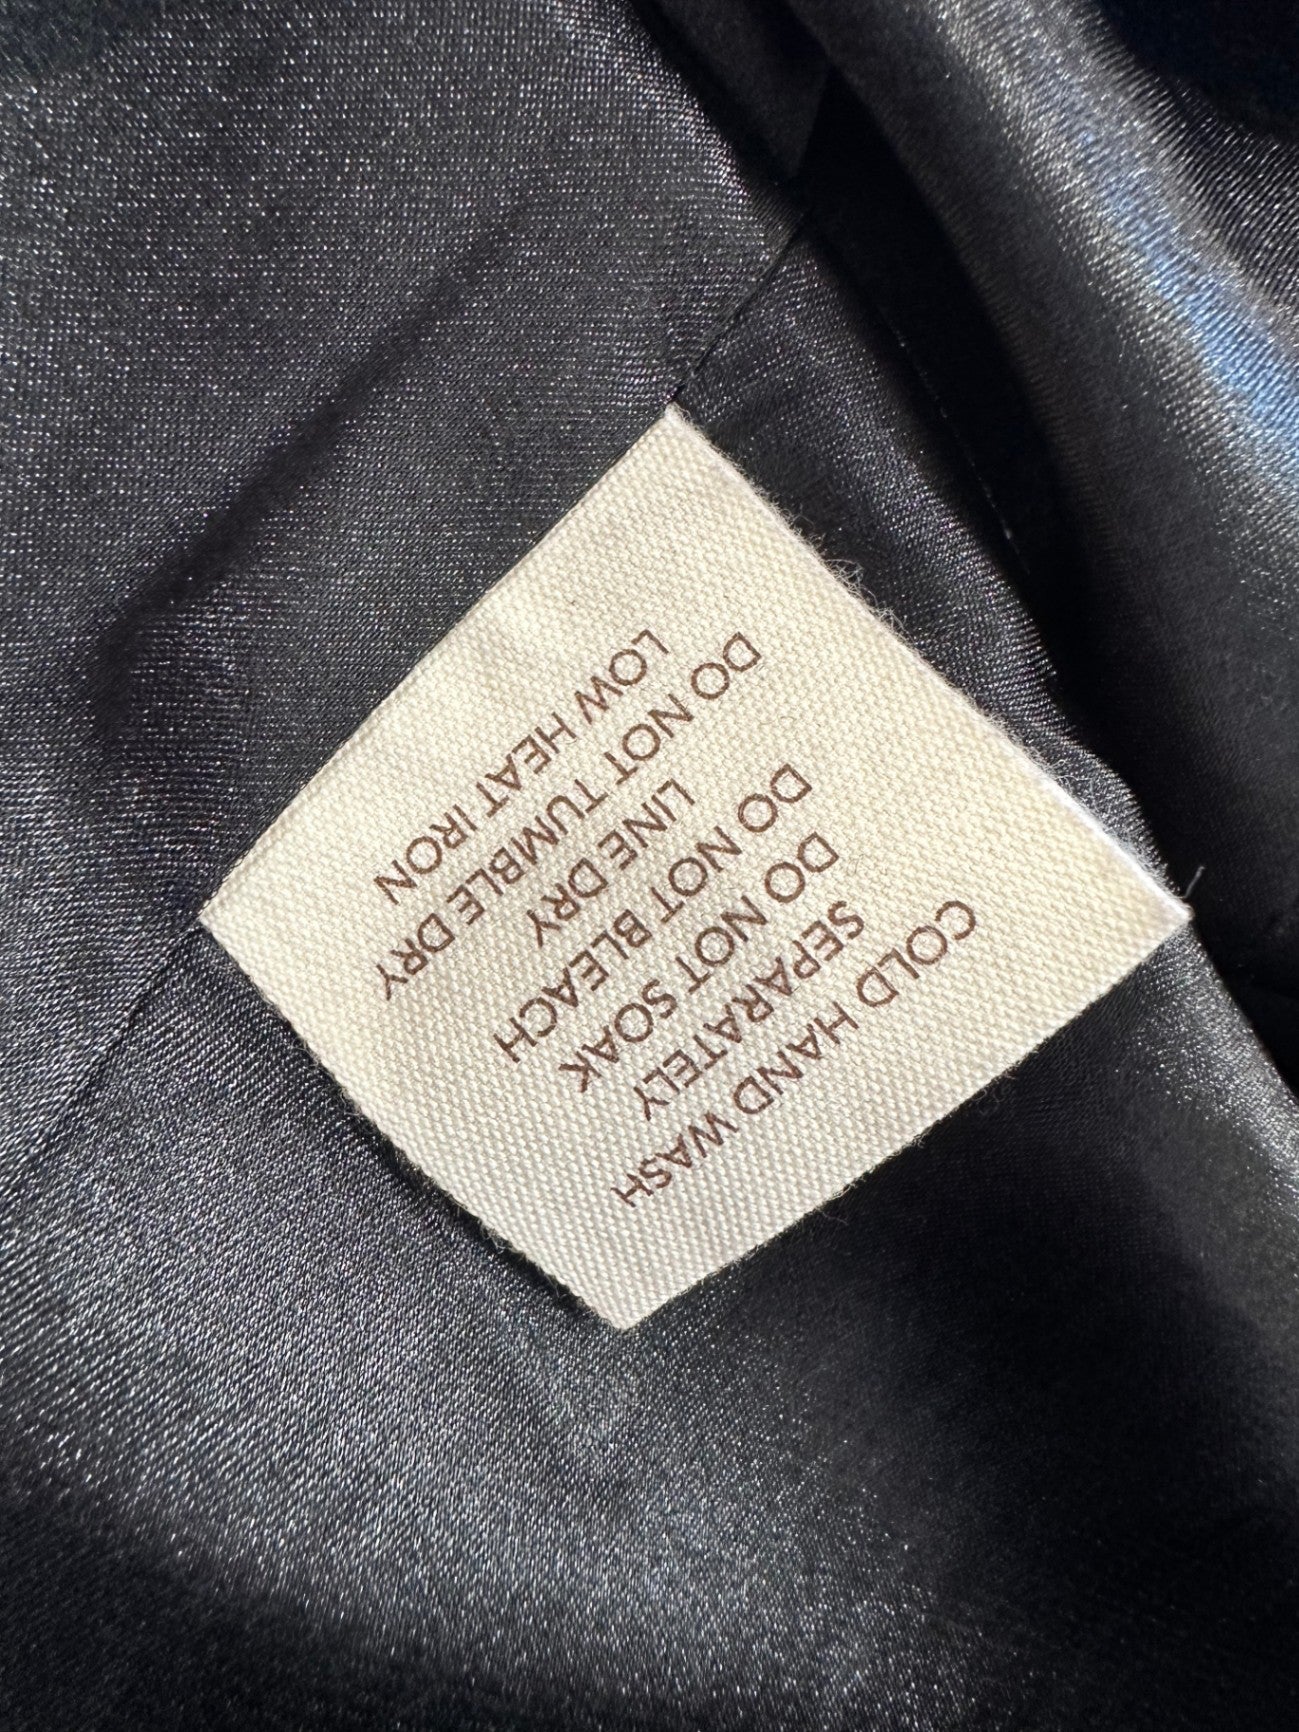 COLD HAND WASH
SEPARATELY
DO NOT SOAK
DO NOT BLEACH
LINE DRY
DO NOT TUMBLE DRY
LOW HEAT IRON